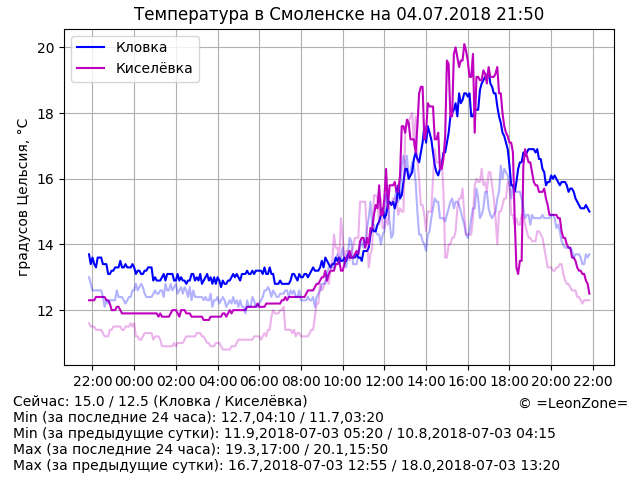 Температура в Смоленске на 04.07.2018 21:50
градусов Цельсия, °C
20
18
16
14
12
Кловка
Киселёвка
22:00 00:00 02:00 04:00 06:00 08:00 10:00 12:00 14:00 16:00 18:00 20:00 22:00
Сейчас: 15.0 / 12.5 (Кловка / Киселёвка)
© =LeonZone=
Min (за последние 24 часа): 12.7,04:10 / 11.7,03:20
Min (за предыдущие сутки): 11.9,2018-07-03 05:20 / 10.8,2018-07-03 04:15
Max (за последние 24 часа): 19.3,17:00 / 20.1,15:50
Max (за предыдущие сутки): 16.7,2018-07-03 12:55 / 18.0,2018-07-03 13:20